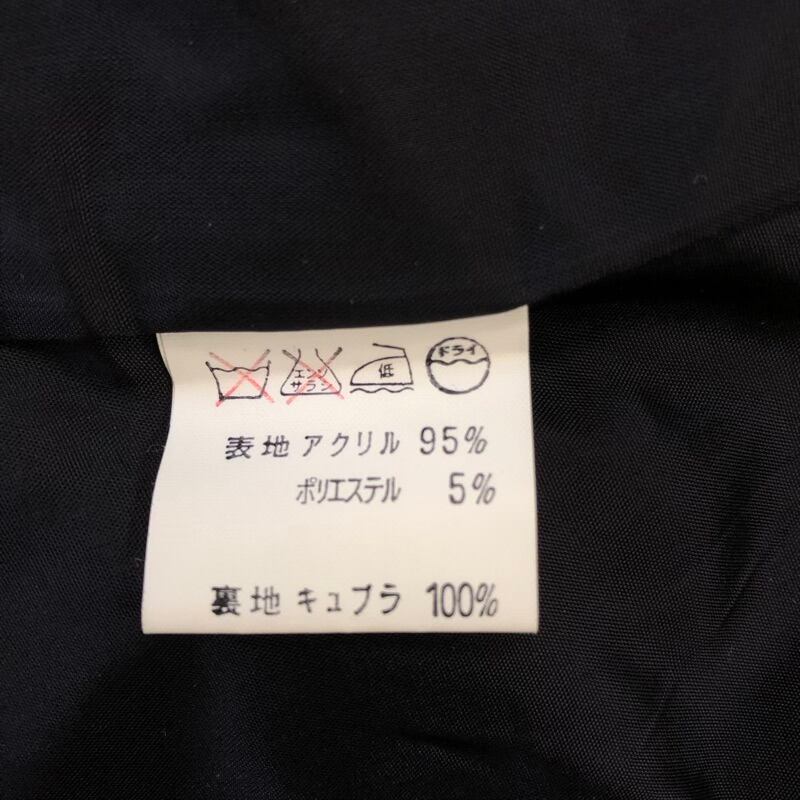 エンソ サラシ 低 ドライ
表地 アクリル 95%
ポリエステル 5%
裏地 キュプラ 100%